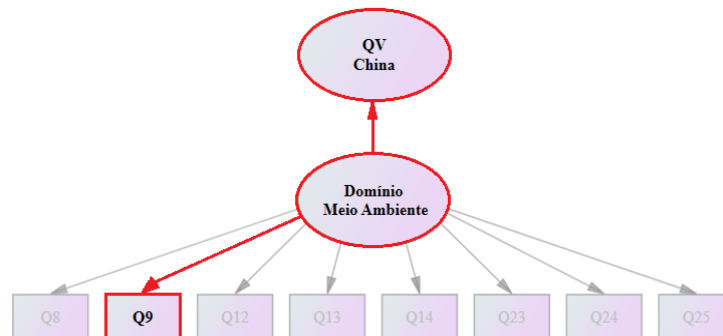 QV
China
Domínio
Meio Ambiente
Q8
Q9
Q12
Q13
Q14
Q23
Q24
Q25